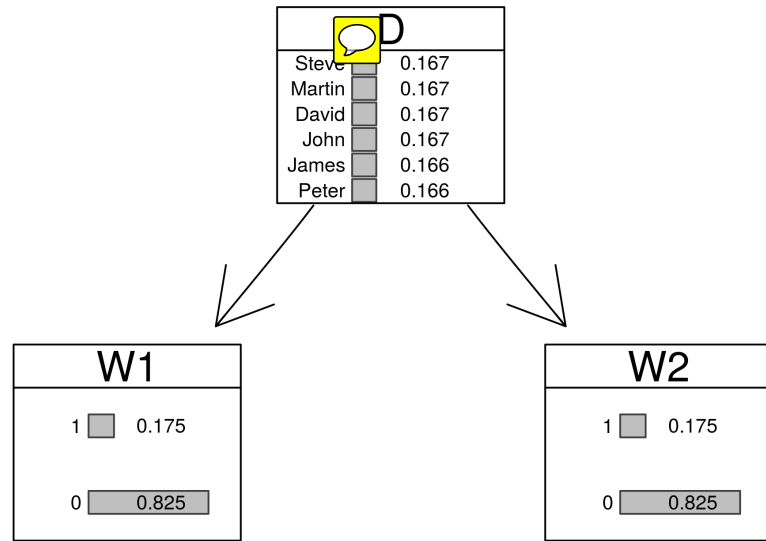 D
Steve 0.167
Martin 0.167
David 0.167
John 0.167
James 0.166
Peter 0.166
W1
1 0.175
0 0.825
W2
1 0.175
0 0.825